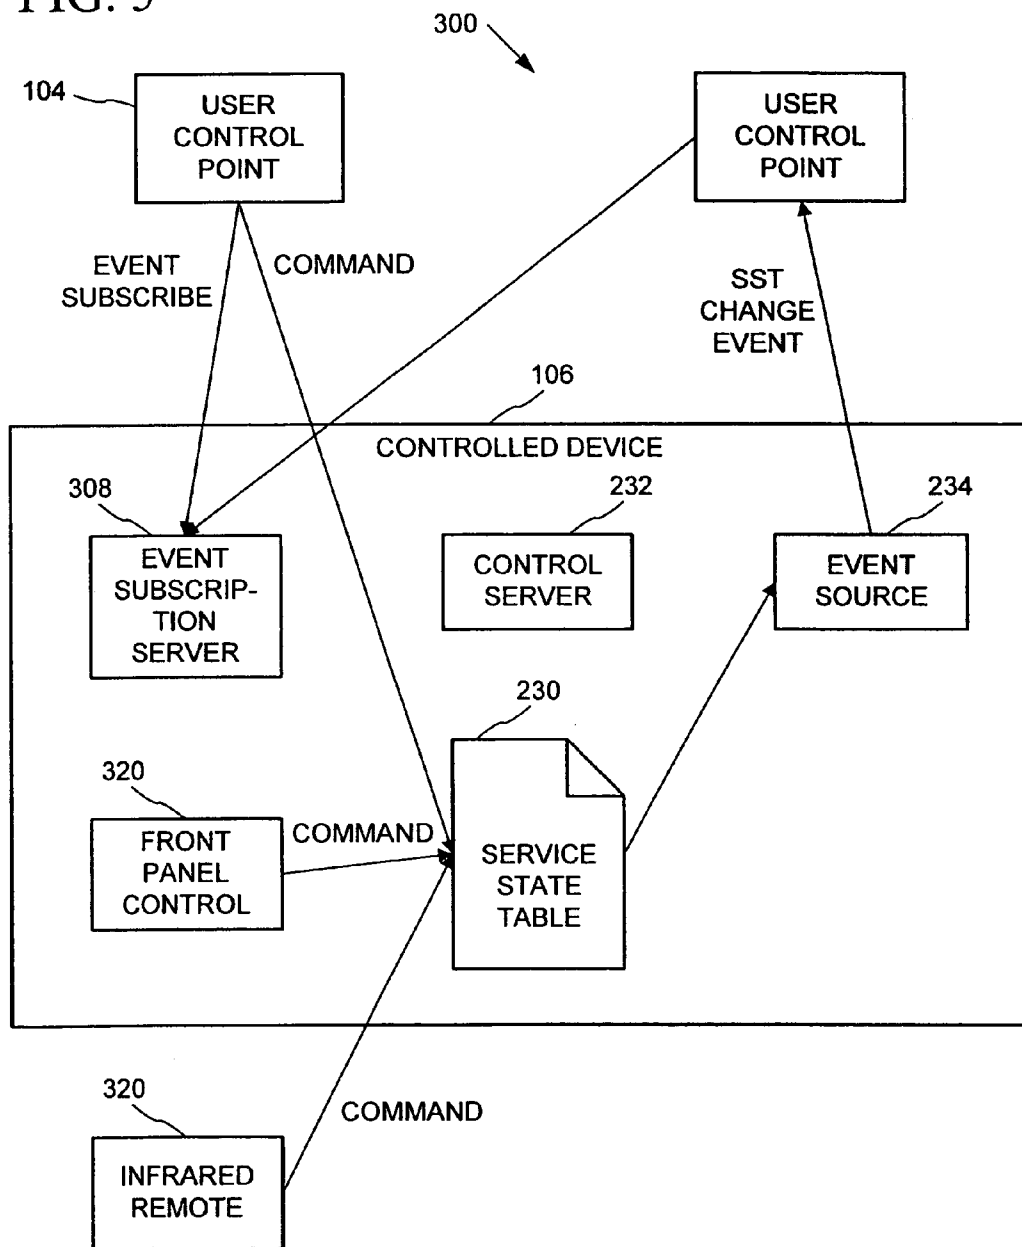 300
104
USER
CONTROL
POINT
USER
CONTROL
POINT
EVENT
SUBSCRIBE
COMMAND
SST
CHANGE
EVENT
106
CONTROLLED DEVICE
308
EVENT
SUBSCRIP-
TION
SERVER
232
CONTROL
SERVER
234
EVENT
SOURCE
230
SERVICE
STATE
TABLE
320
FRONT
PANEL
CONTROL
COMMAND
320
INFRARED
REMOTE
COMMAND